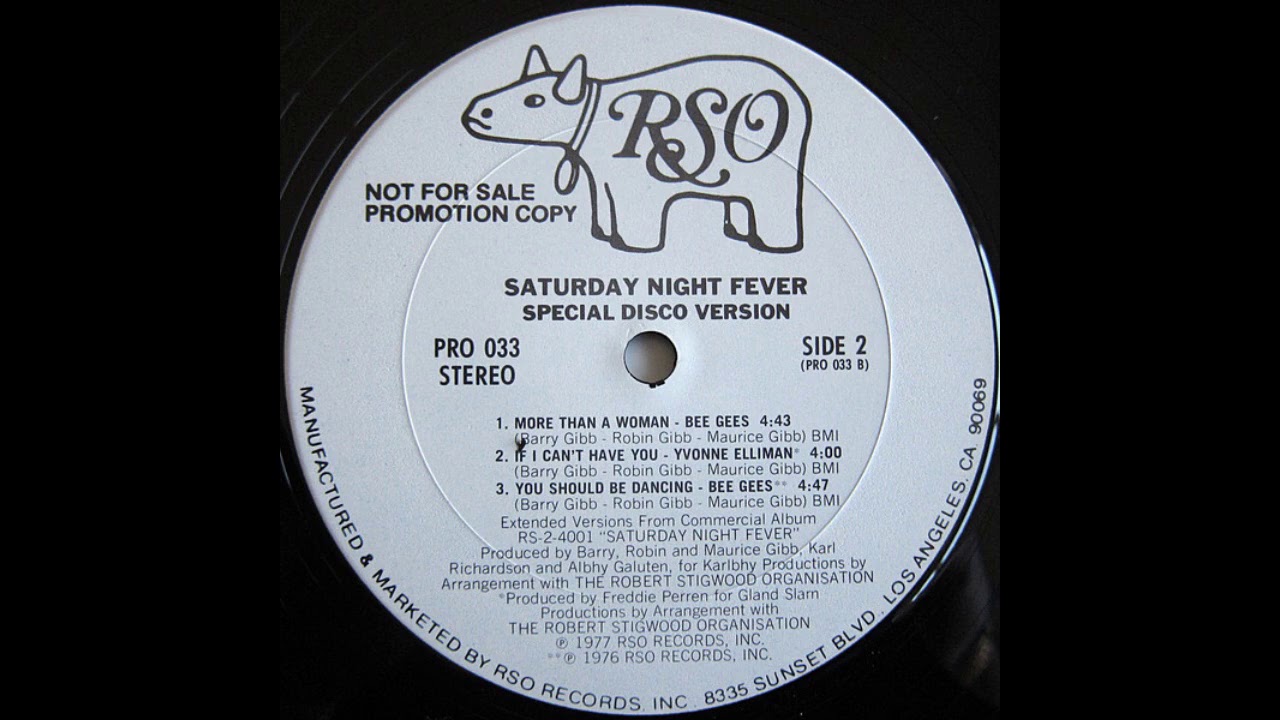 RSO
NOT FOR SALE
PROMOTION COPY
SATURDAY NIGHT FEVER
SPECIAL DISCO VERSION
PRO 033
STEREO
SIDE 2
(PRO 033 B)
1. MORE THAN A WOMAN - BEE GEES 4:43
(Barry Gibb - Robin Gibb - Maurice Gibb) BMI
2. IF I CAN'T HAVE YOU - YVONNE ELLIMAN* 4:00
(Barry Gibb - Robin Gibb - Maurice Gibb) BMI
3. YOU SHOULD BE DANCING - BEE GEES** 4:47
(Barry Gibb - Robin Gibb - Maurice Gibb) BMI
Extended Versions From Commercial Album
RS-2-4001 "SATURDAY NIGHT FEVER"
Produced by Barry, Robin and Maurice Gibb, Karl
Richardson and Albhy Galuten, for Karlbhy Productions by
Arrangement with THE ROBERT STIGWOOD ORGANISATION
*Produced by Freddie Perren for Gland Slam
Productions by Arrangement with
THE ROBERT STIGWOOD ORGANISATION
℗ 1977 RSO RECORDS, INC.
**℗ 1976 RSO RECORDS, INC.
MANUFACTURED & MARKETED BY RSO RECORDS, INC. 8335 SUNSET BLVD. LOS ANGELES, CA. 90069